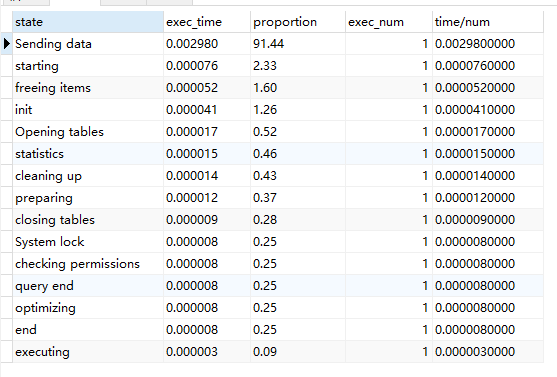 state exec_time proportion exec_num time/num
Sending data 0.002980 91.44 1 0.0029800000
starting 0.000076 2.33 1 0.0000760000
freeing items 0.000052 1.60 1 0.0000520000
init 0.000041 1.26 1 0.0000410000
Opening tables 0.000017 0.52 1 0.0000170000
statistics 0.000015 0.46 1 0.0000150000
cleaning up 0.000014 0.43 1 0.0000140000
preparing 0.000012 0.37 1 0.0000120000
closing tables 0.000009 0.28 1 0.0000090000
System lock 0.000008 0.25 1 0.0000080000
checking permissions 0.000008 0.25 1 0.0000080000
query end 0.000008 0.25 1 0.0000080000
optimizing 0.000008 0.25 1 0.0000080000
end 0.000008 0.25 1 0.0000080000
executing 0.000003 0.09 1 0.0000030000